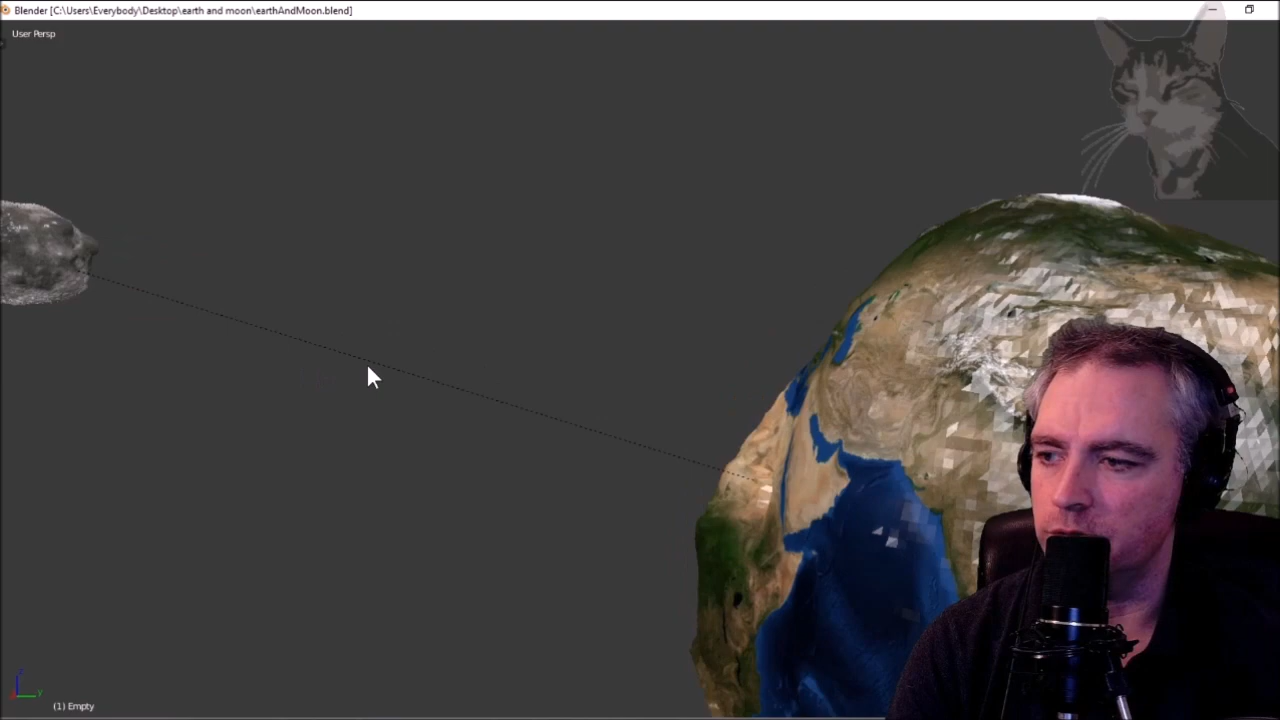 Blender [C:\Users\Everybody\Desktop\earth and moon\earthAndMoon.blend]
User Persp
(1) Empty